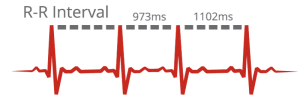 R-R Interval
973ms 1102ms